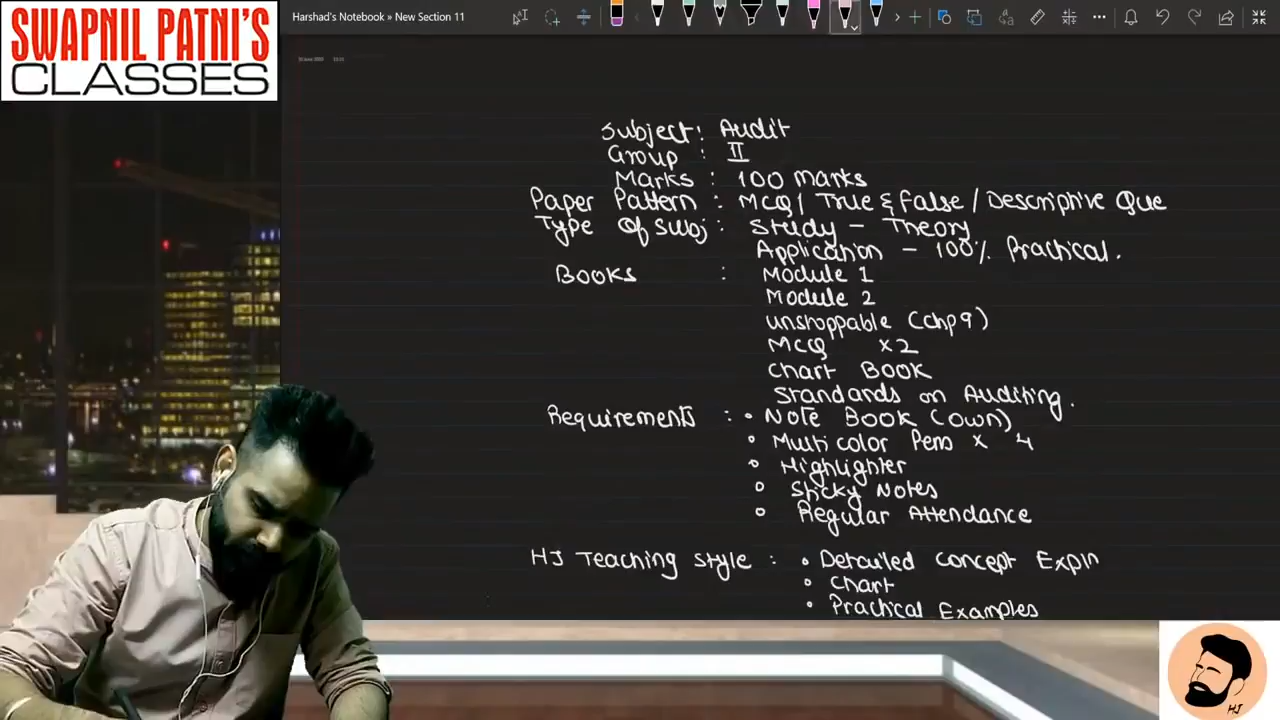 SWAPNIL PATNI'S
CLASSES
Harshad's Notebook » New Section 11
Subject: Audit
Group : II
Marks : 100 marks
Paper Pattern : MCQ / True & False / Descriptive Que
Type Of Subj : Study - Theory
Application - 100% Practical.
Books : Module 1
Module 2
unstoppable (chp 9)
MCQ x2
Chart Book
Standards on Auditing.
Requirements : • Note Book (own)
• Multi color Pens x 4
• Highlighter
• Sticky Notes
• Regular Attendance
HJ Teaching Style : • Detailed Concept Expln
• Chart
• Practical Examples
HJ